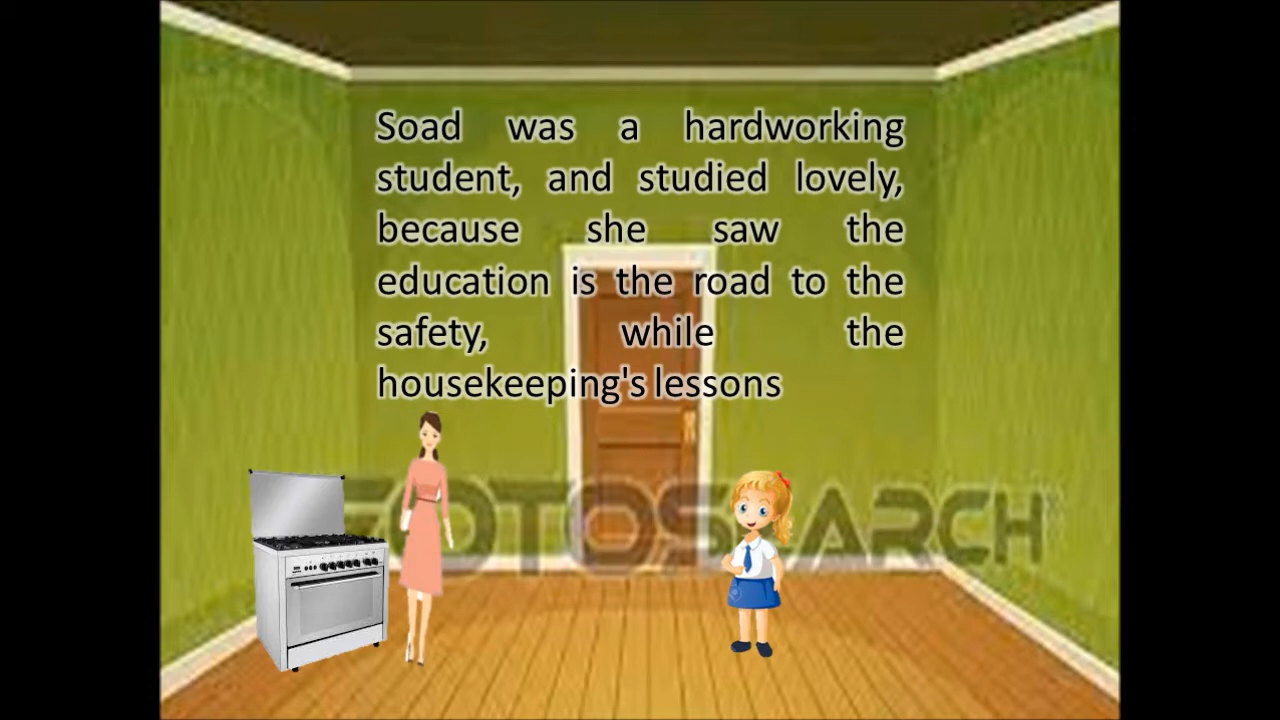 Soad was a hardworking
student, and studied lovely,
because she saw the
education is the road to the
safety, while the
housekeeping's lessons
FOTOSEARCH